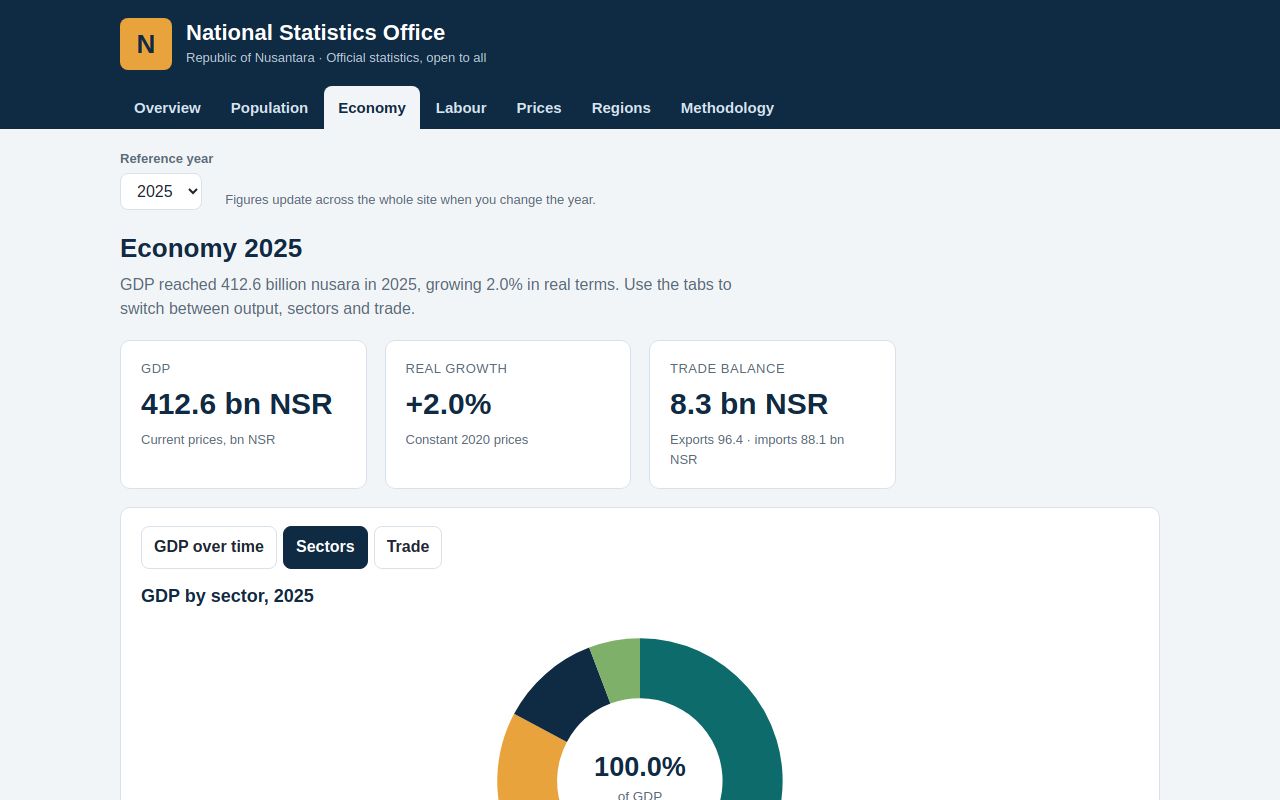 N
National Statistics Office
Republic of Nusantara · Official statistics, open to all
Overview Population Economy Labour Prices Regions Methodology
Reference year
2025
Figures update across the whole site when you change the year.
Economy 2025
GDP reached 412.6 billion nusara in 2025, growing 2.0% in real terms. Use the tabs to
switch between output, sectors and trade.
GDP
412.6 bn NSR
Current prices, bn NSR
REAL GROWTH
+2.0%
Constant 2020 prices
TRADE BALANCE
8.3 bn NSR
Exports 96.4 · imports 88.1 bn
NSR
GDP over time Sectors Trade
GDP by sector, 2025
100.0%
of GDP